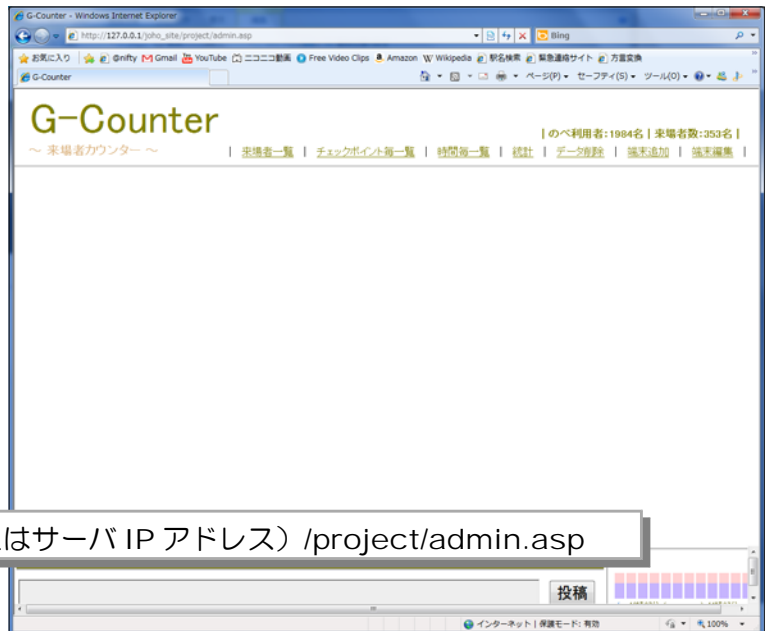 G-Counter - Windows Internet Explorer
http://127.0.0.1/joho_site/project/admin.asp
Bing
お気に入り @nifty Gmail YouTube ニコニコ動画 Free Video Clips Amazon Wikipedia 駅名検索 緊急連絡サイト 方言変換
G-Counter
ページ(P) セーフティ(S) ツール(O)
G-Counter
|のべ利用者:1984名|来場者数:353名|
～ 来場者カウンター ～
| 来場者一覧 | チェックポイント毎一覧 | 時間毎一覧 | 統計 | データ削除 | 端末追加 | 端末編集 |
はサーバ IP アドレス）/project/admin.asp
投稿
インターネット | 保護モード: 有効
100%